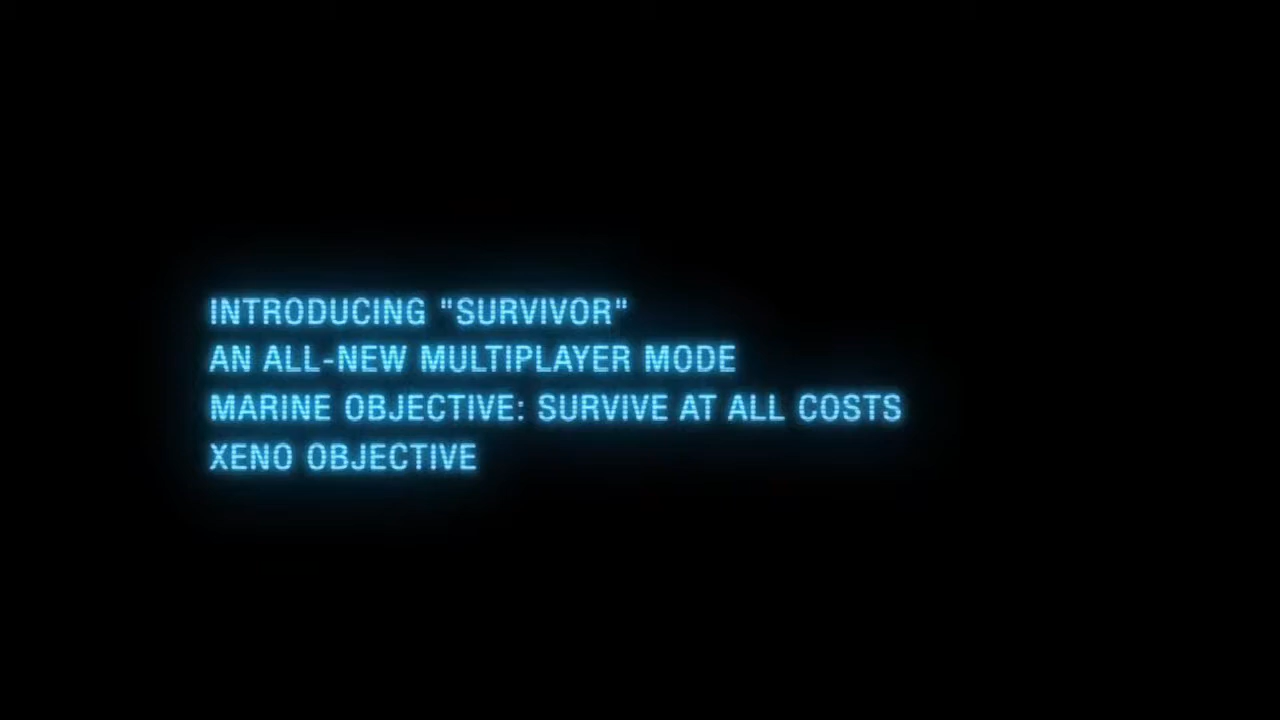 INTRODUCING "SURVIVOR"
AN ALL-NEW MULTIPLAYER MODE
MARINE OBJECTIVE: SURVIVE AT ALL COSTS
XENO OBJECTIVE